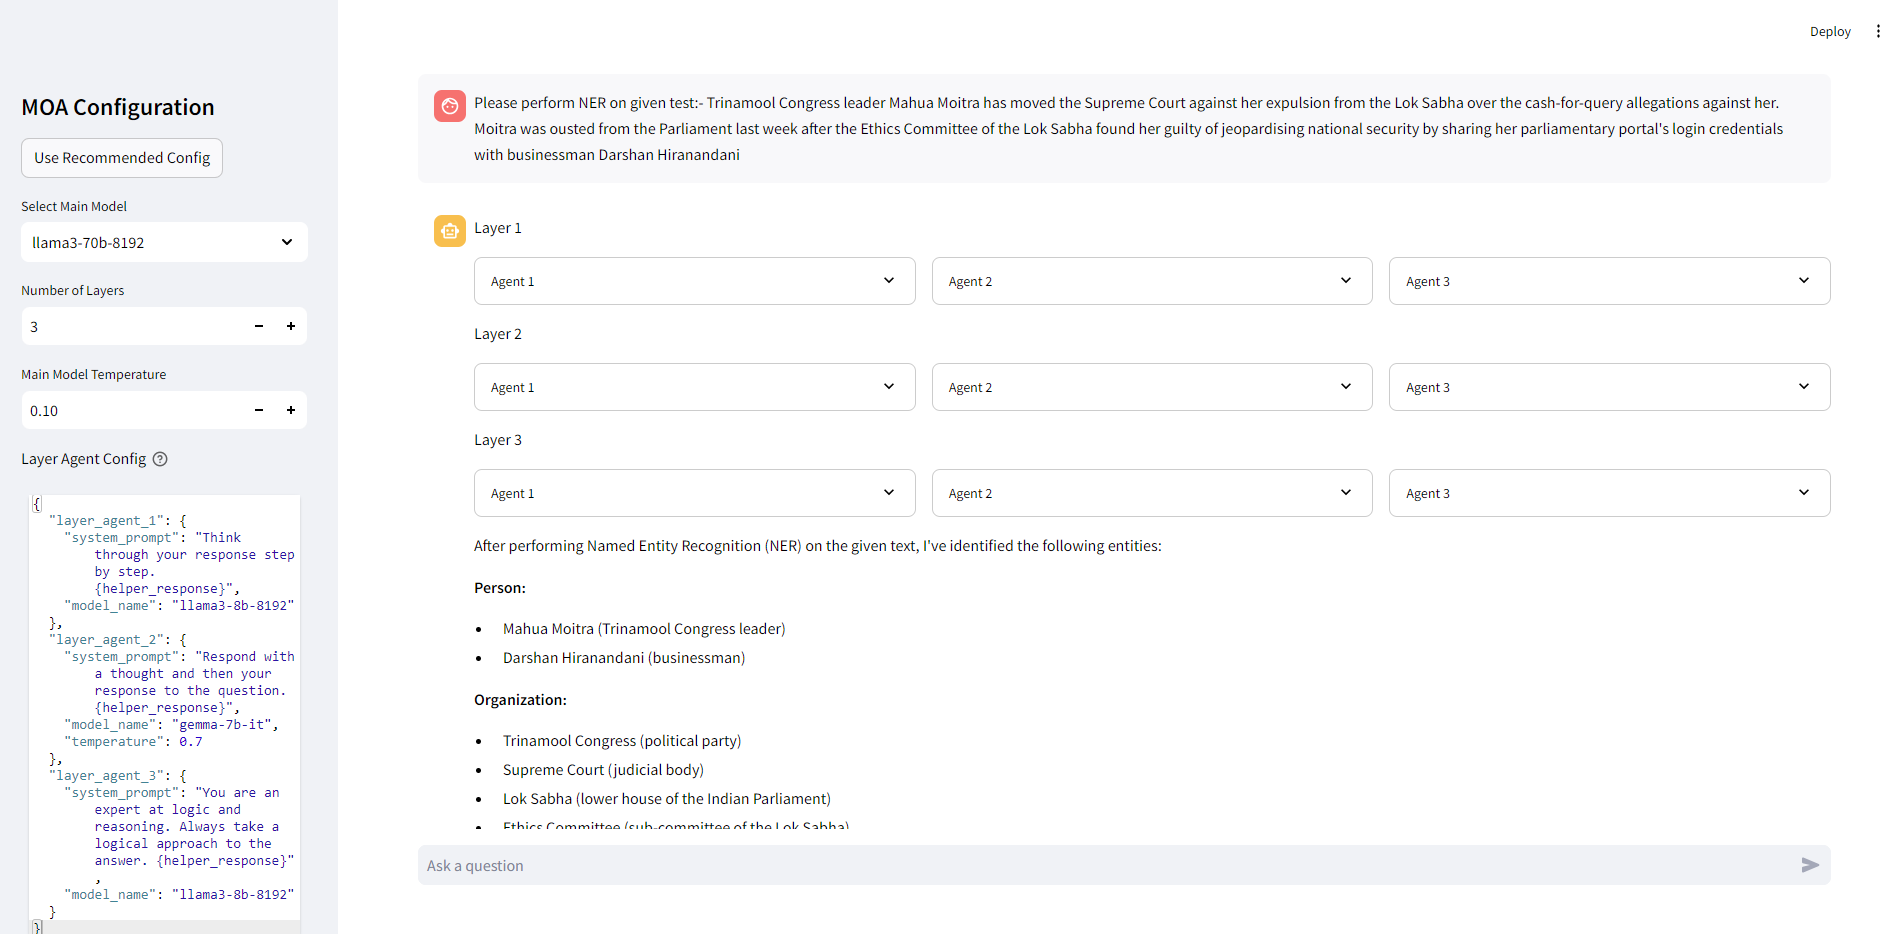 Deploy
MOA Configuration
Use Recommended Config
Select Main Model
llama3-70b-8192
Number of Layers
3
Main Model Temperature
0.10
Layer Agent Config
{
"layer_agent_1": {
"system_prompt": "Think
through your response step
by step.
{helper_response}",
"model_name": "llama3-8b-8192"
},
"layer_agent_2": {
"system_prompt": "Respond with
a thought and then your
response to the question.
{helper_response}",
"model_name": "gemma-7b-it",
"temperature": 0.7
},
"layer_agent_3": {
"system_prompt": "You are an
expert at logic and
reasoning. Always take a
logical approach to the
answer. {helper_response}"
,
"model_name": "llama3-8b-8192"
}
}
Please perform NER on given test:- Trinamool Congress leader Mahua Moitra has moved the Supreme Court against her expulsion from the Lok Sabha over the cash-for-query allegations against her.
Moitra was ousted from the Parliament last week after the Ethics Committee of the Lok Sabha found her guilty of jeopardising national security by sharing her parliamentary portal's login credentials
with businessman Darshan Hiranandani
Layer 1
Agent 1 Agent 2 Agent 3
Layer 2
Agent 1 Agent 2 Agent 3
Layer 3
Agent 1 Agent 2 Agent 3
After performing Named Entity Recognition (NER) on the given text, I've identified the following entities:
Person:
• Mahua Moitra (Trinamool Congress leader)
• Darshan Hiranandani (businessman)
Organization:
• Trinamool Congress (political party)
• Supreme Court (judicial body)
• Lok Sabha (lower house of the Indian Parliament)
• Ethics Committee (sub-committee of the Lok Sabha)
Ask a question